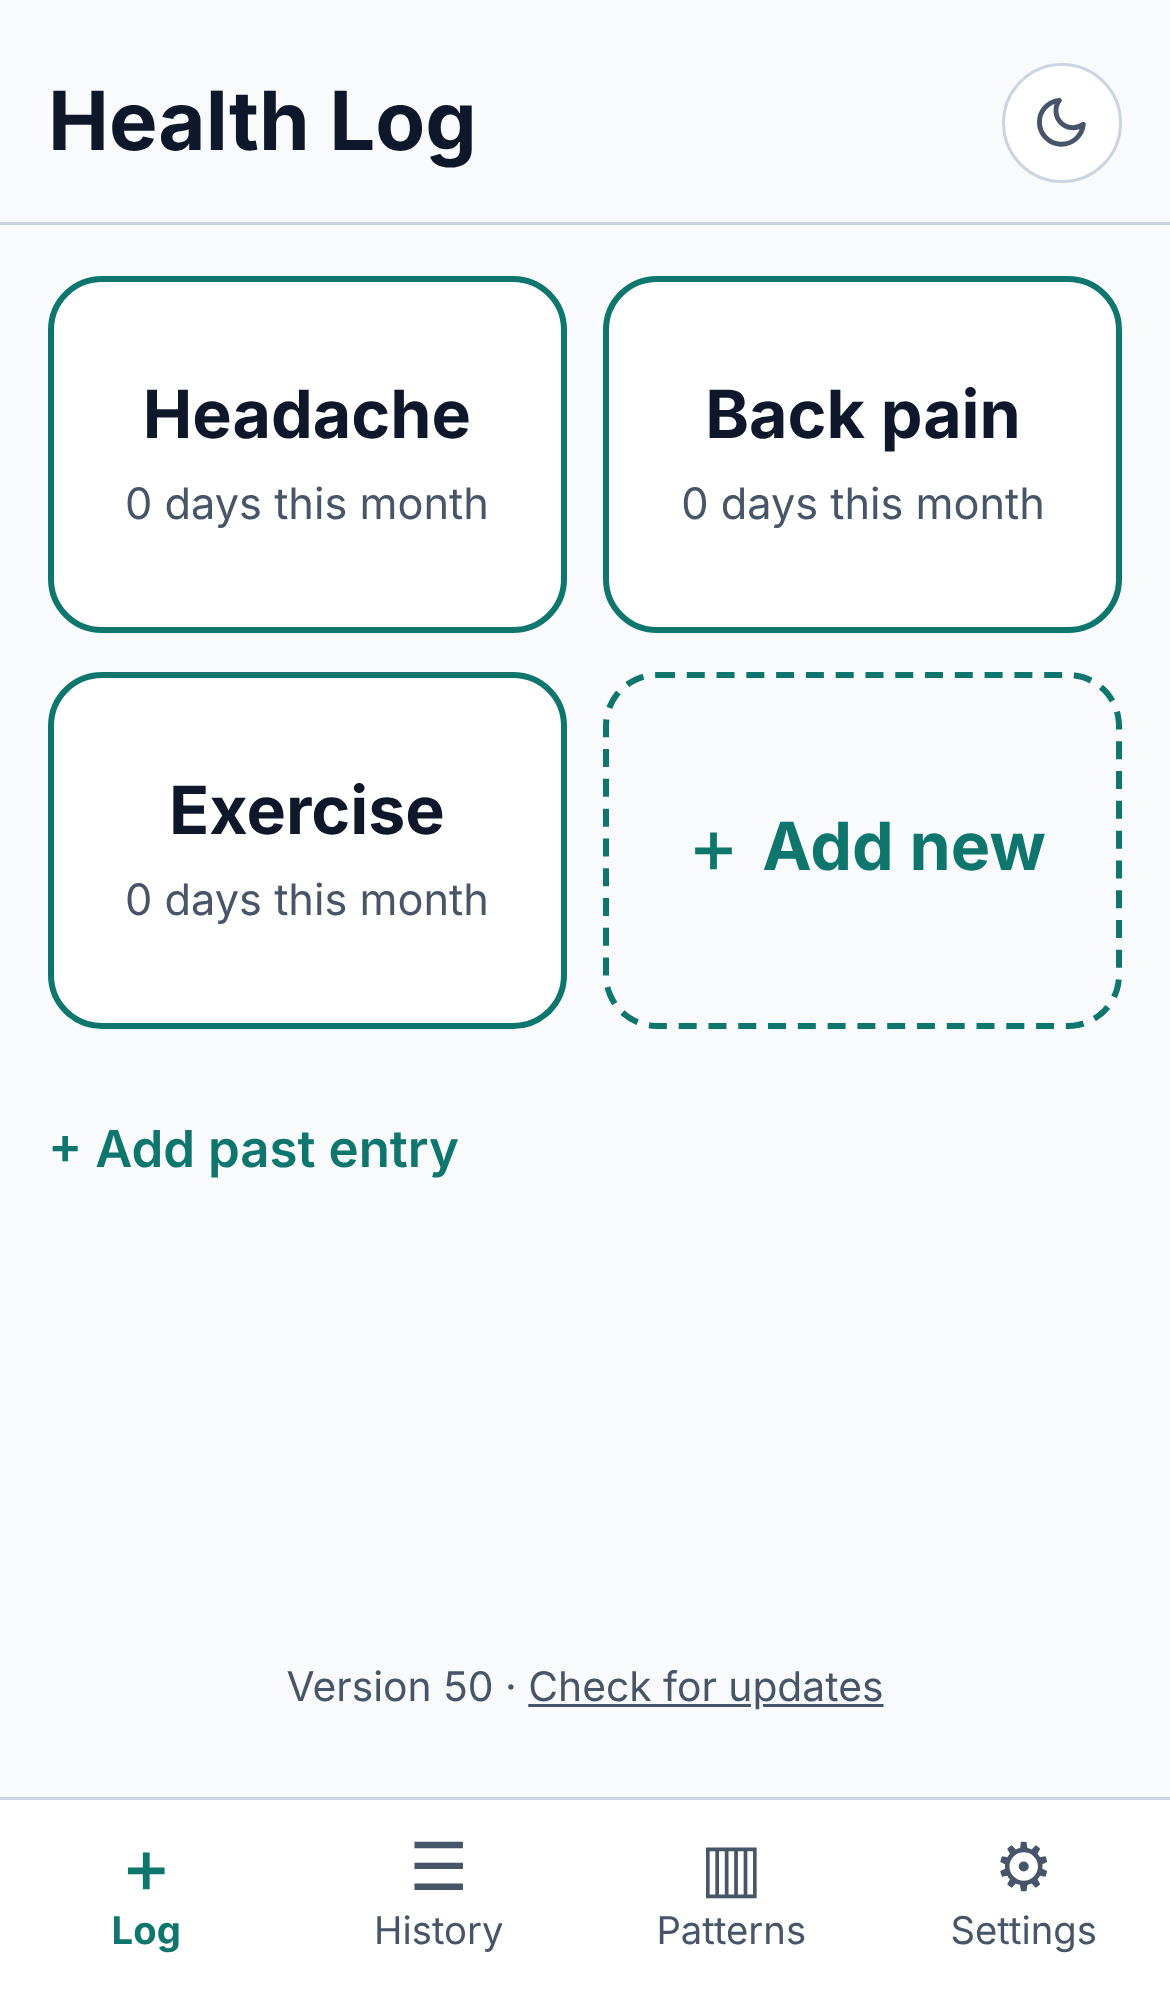 Health Log
Headache
0 days this month
Back pain
0 days this month
Exercise
0 days this month
+ Add new
+ Add past entry
Version 50 · Check for updates
Log
History
Patterns
Settings